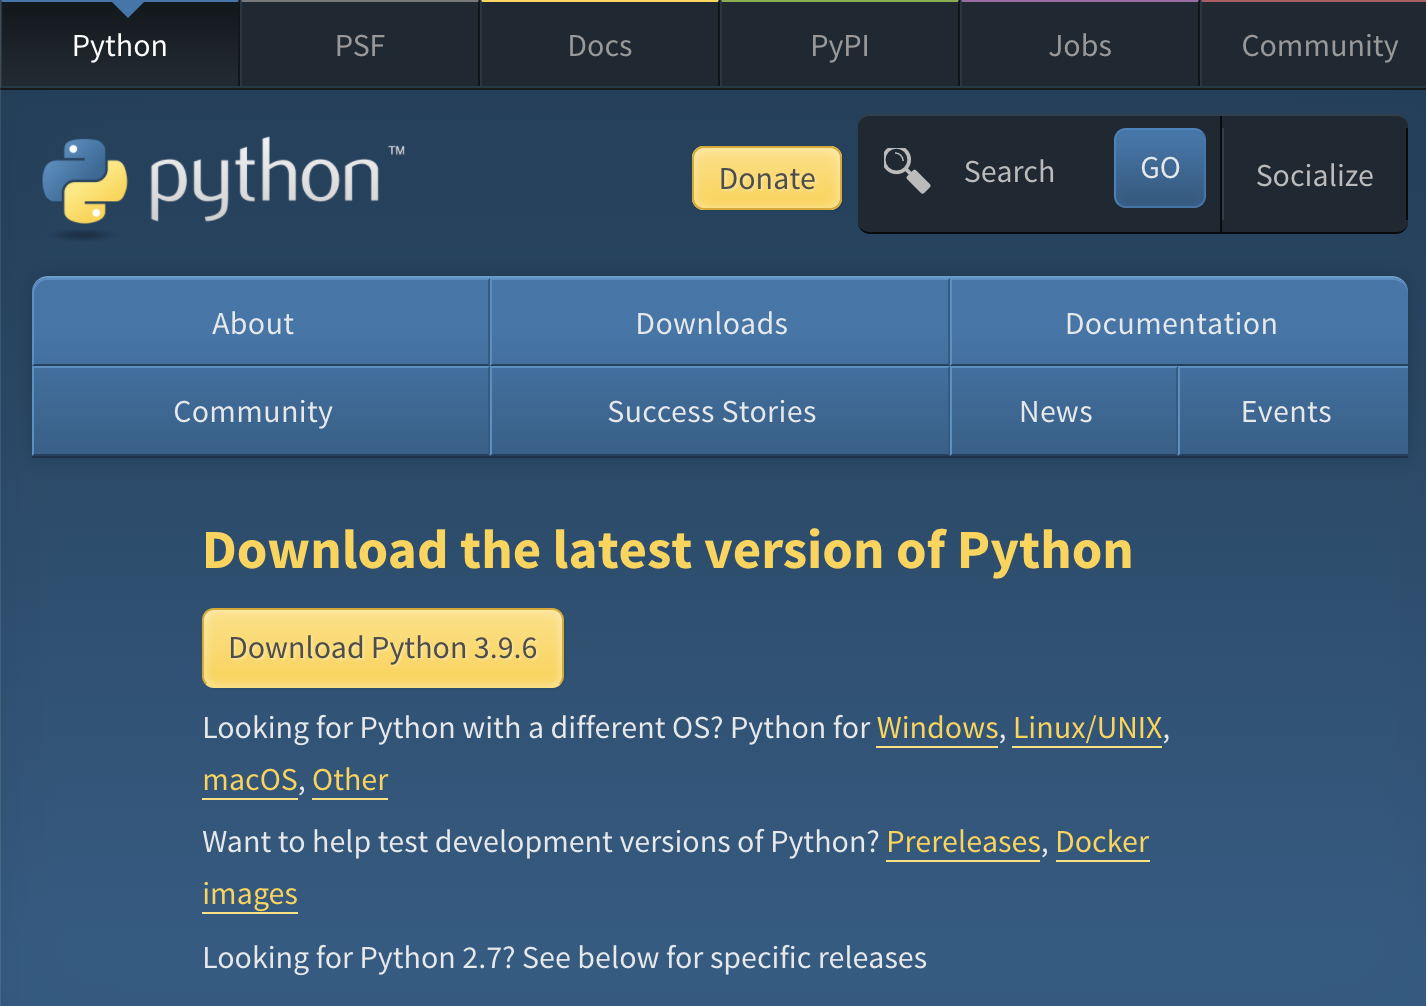 Python PSF Docs PyPI Jobs Community
python™ Donate Search GO Socialize
About Downloads Documentation
Community Success Stories News Events
Download the latest version of Python
Download Python 3.9.6
Looking for Python with a different OS? Python for Windows, Linux/UNIX,
macOS, Other
Want to help test development versions of Python? Prereleases, Docker
images
Looking for Python 2.7? See below for specific releases